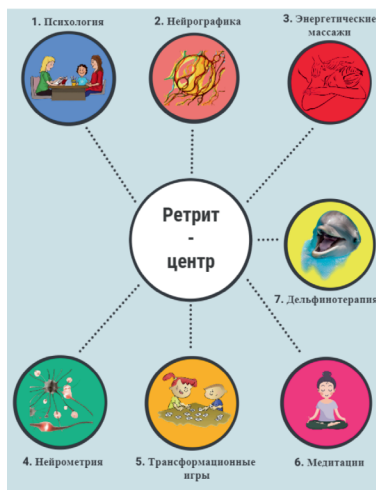 1. Психология
2. Нейрографика
3. Энергетические
массажи
Ретрит
-
центр
7. Дельфинотерапия
4. Нейрометрия
5. Трансформационные
игры
6. Медитации